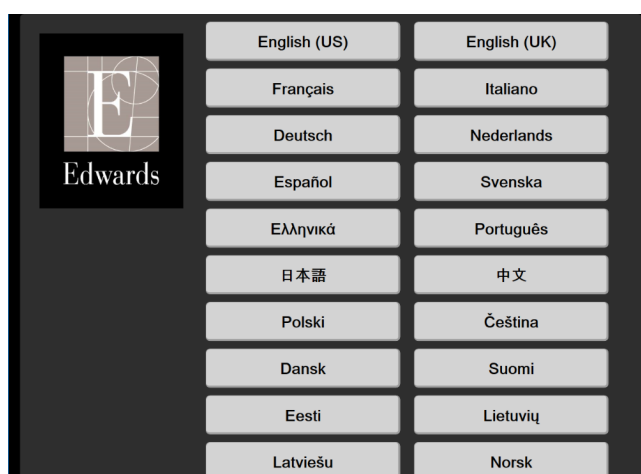 E
Edwards
English (US)
English (UK)
Français
Italiano
Deutsch
Nederlands
Español
Svenska
Ελληνικά
Português
日本語
中文
Polski
Čeština
Dansk
Suomi
Eesti
Lietuvių
Latviešu
Norsk